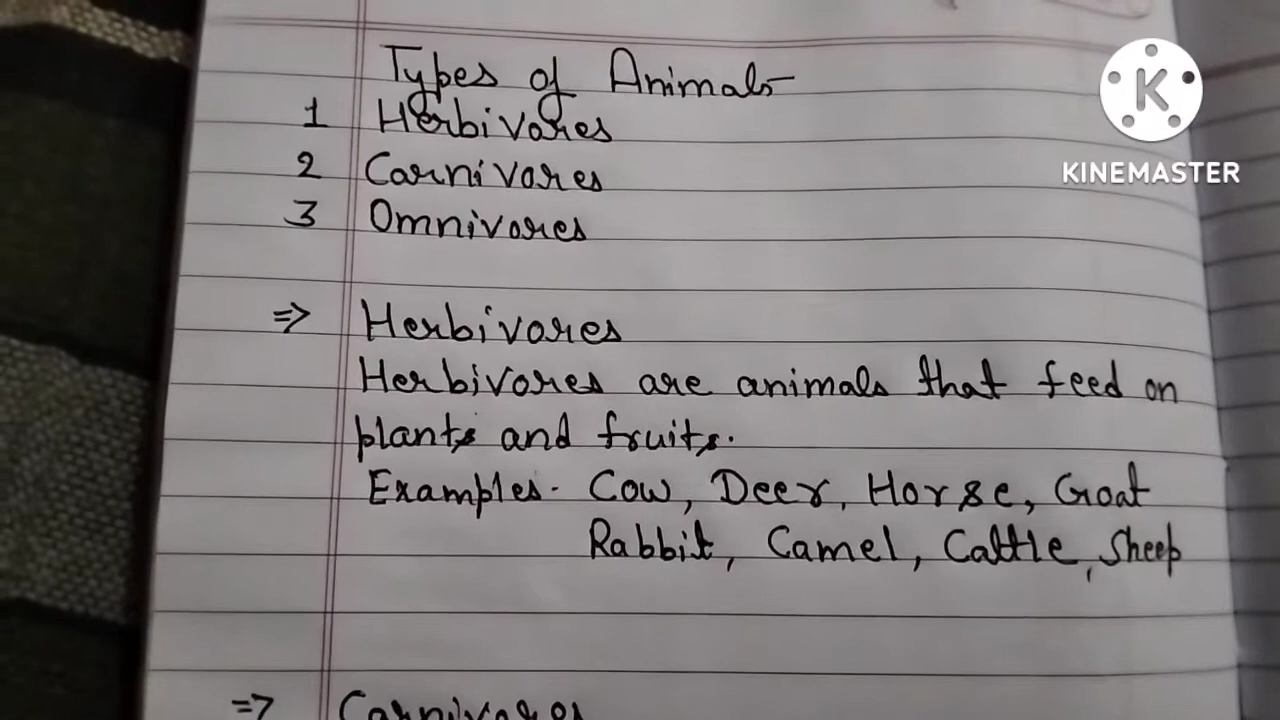 Types of Animals-
1 Herbivores
2 Carnivores
3 Omnivores
K
KINEMASTER
⇒ Herbivores
Herbivores are animals that feed on
plants and fruits.
Examples- Cow, Deer, Horse, Goat
Rabbit, Camel, Cattle, Sheep
⇒ Carnivores